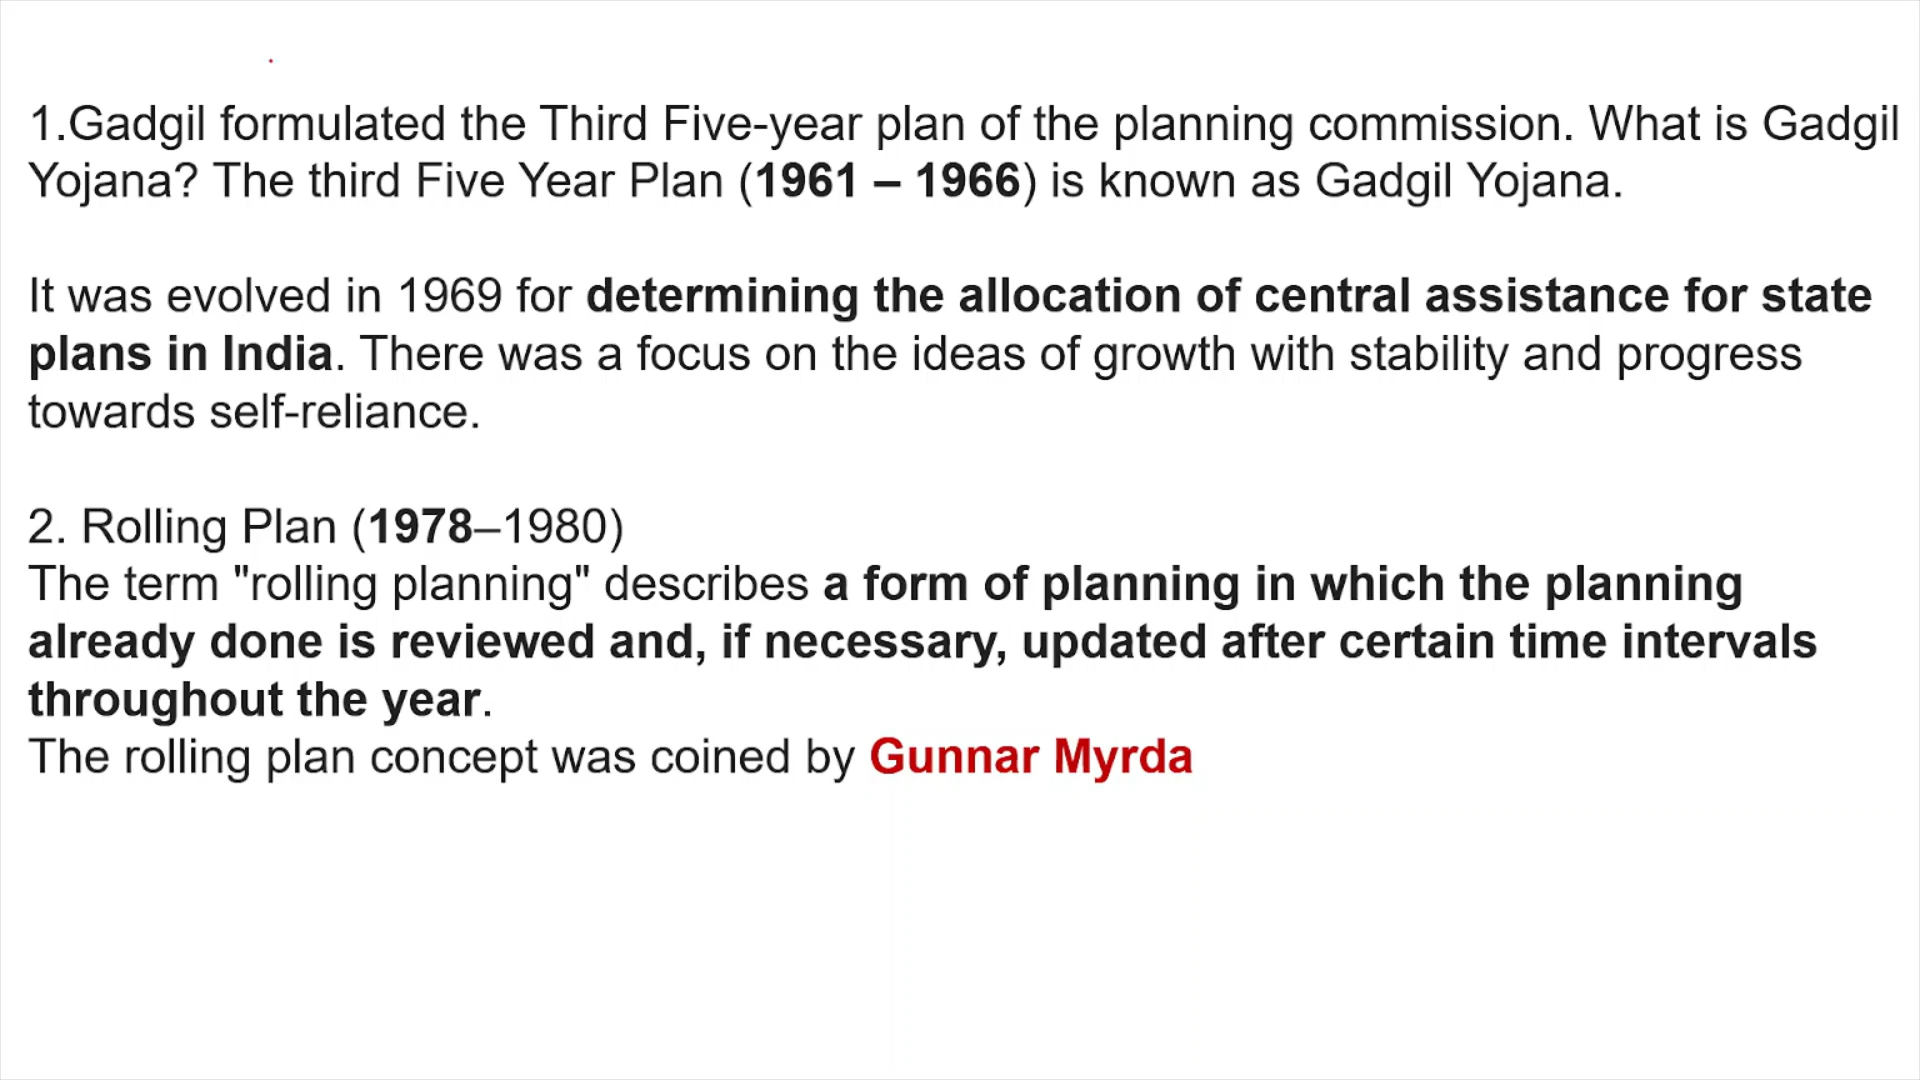 1.Gadgil formulated the Third Five-year plan of the planning commission. What is Gadgil
Yojana? The third Five Year Plan (1961 – 1966) is known as Gadgil Yojana.
It was evolved in 1969 for determining the allocation of central assistance for state
plans in India. There was a focus on the ideas of growth with stability and progress
towards self-reliance.
2. Rolling Plan (1978–1980)
The term "rolling planning" describes a form of planning in which the planning
already done is reviewed and, if necessary, updated after certain time intervals
throughout the year.
The rolling plan concept was coined by Gunnar Myrda